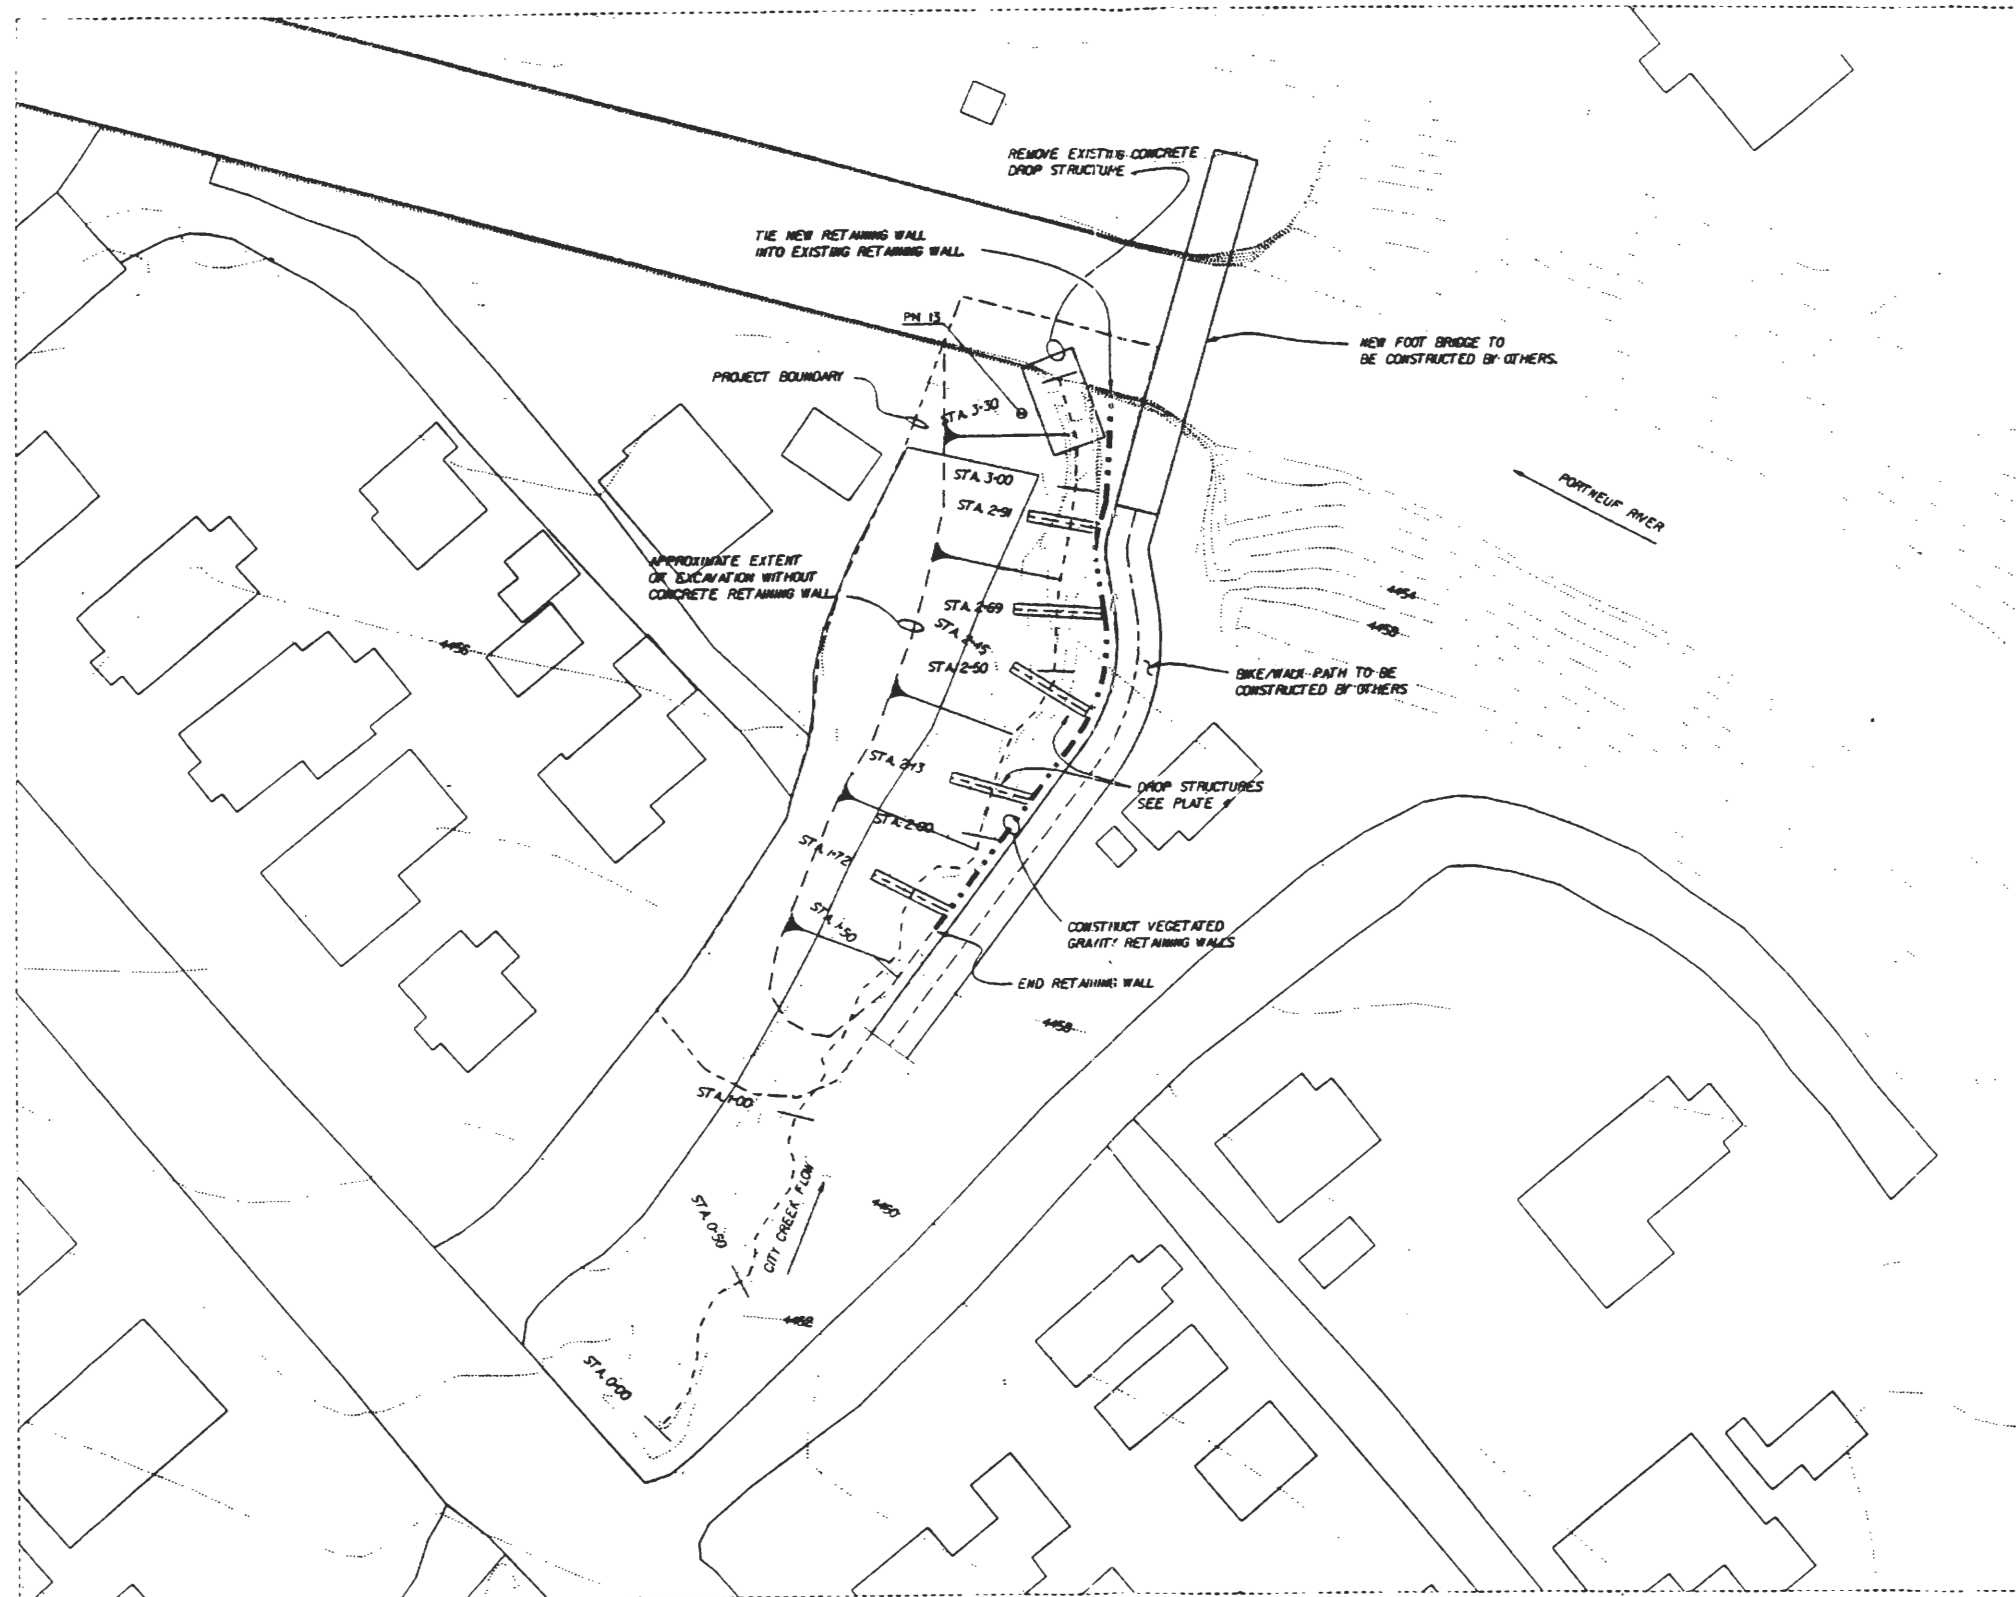 REMOVE EXISTING CONCRETE
DROP STRUCTURE
TIE NEW RETAINING WALL
INTO EXISTING RETAINING WALL.
PN 13
NEW FOOT BRIDGE TO
BE CONSTRUCTED BY OTHERS.
PROJECT BOUNDARY
STA. 3+30
STA. 3+00
STA. 2+91
PORTNEUF RIVER
APPROXIMATE EXTENT
OF EXCAVATION WITHOUT
CONCRETE RETAINING WALL
4454
STA. 2+69
4458
STA. 2+50
4456
BIKE/WALK PATH TO BE
CONSTRUCTED BY OTHERS
STA. 2+13
DROP STRUCTURES
SEE PLATE 4
STA. 2+00
STA. 1+72
STA. 1+50
CONSTRUCT VEGETATED
GRAVITY RETAINING WALLS
END RETAINING WALL
4458
STA. 1+00
CITY CREEK FLOW
STA. 0+50
4460
4462
STA. 0+00